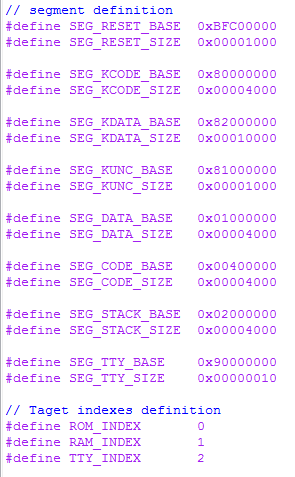 // segment definition
#define SEG_RESET_BASE 0xBFC00000
#define SEG_RESET_SIZE 0x00001000
#define SEG_KCODE_BASE 0x80000000
#define SEG_KCODE_SIZE 0x00004000
#define SEG_KDATA_BASE 0x82000000
#define SEG_KDATA_SIZE 0x00010000
#define SEG_KUNC_BASE 0x81000000
#define SEG_KUNC_SIZE 0x00001000
#define SEG_DATA_BASE 0x01000000
#define SEG_DATA_SIZE 0x00004000
#define SEG_CODE_BASE 0x00400000
#define SEG_CODE_SIZE 0x00004000
#define SEG_STACK_BASE 0x02000000
#define SEG_STACK_SIZE 0x00004000
#define SEG_TTY_BASE 0x90000000
#define SEG_TTY_SIZE 0x00000010
// Taget indexes definition
#define ROM_INDEX 0
#define RAM_INDEX 1
#define TTY_INDEX 2